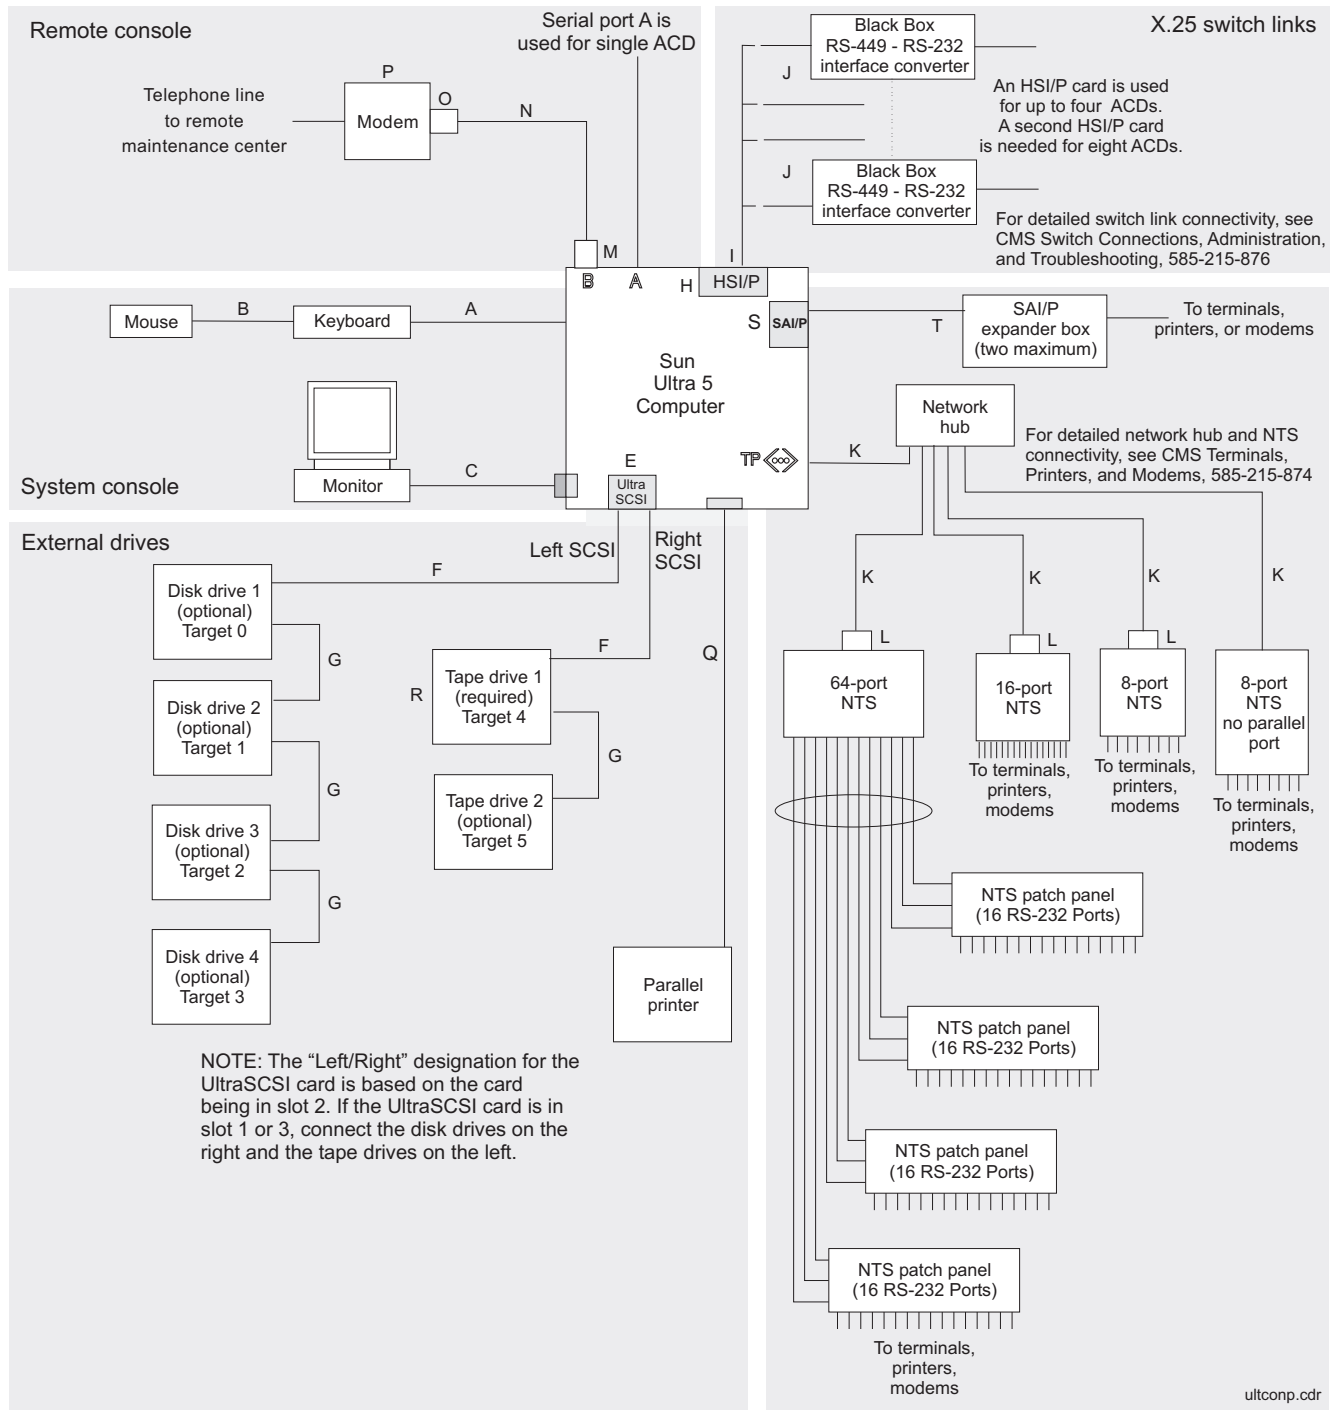 Remote console
Serial port A is
used for single ACD
P
O
N
Telephone line
to remote
maintenance center
Modem
M
X.25 switch links
Black Box
RS-449 - RS-232
interface converter
J
An HSI/P card is used
for up to four ACDs.
A second HSI/P card
is needed for eight ACDs.
J
Black Box
RS-449 - RS-232
interface converter
For detailed switch link connectivity, see
CMS Switch Connections, Administration,
and Troubleshooting, 585-215-876
I
B
A
H
HSI/P
S
SAI/P
Sun
Ultra 5
Computer
TP
E
Ultra
SCSI
Mouse
B
Keyboard
A
Monitor
C
System console
T
SAI/P
expander box
(two maximum)
To terminals,
printers, or modems
K
Network
hub
For detailed network hub and NTS
connectivity, see CMS Terminals,
Printers, and Modems, 585-215-874
External drives
Left SCSI
Right
SCSI
F
Disk drive 1
(optional)
Target 0
G
Disk drive 2
(optional)
Target 1
G
Disk drive 3
(optional)
Target 2
G
Disk drive 4
(optional)
Target 3
F
R
Tape drive 1
(required)
Target 4
G
Tape drive 2
(optional)
Target 5
Q
Parallel
printer
NOTE: The “Left/Right” designation for the
UltraSCSI card is based on the card
being in slot 2. If the UltraSCSI card is in
slot 1 or 3, connect the disk drives on the
right and the tape drives on the left.
K
K
K
K
L
L
L
64-port
NTS
16-port
NTS
8-port
NTS
8-port
NTS
no parallel
port
To terminals,
printers,
modems
To terminals,
printers,
modems
To terminals,
printers,
modems
NTS patch panel
(16 RS-232 Ports)
NTS patch panel
(16 RS-232 Ports)
NTS patch panel
(16 RS-232 Ports)
NTS patch panel
(16 RS-232 Ports)
To terminals,
printers,
modems
ultconp.cdr